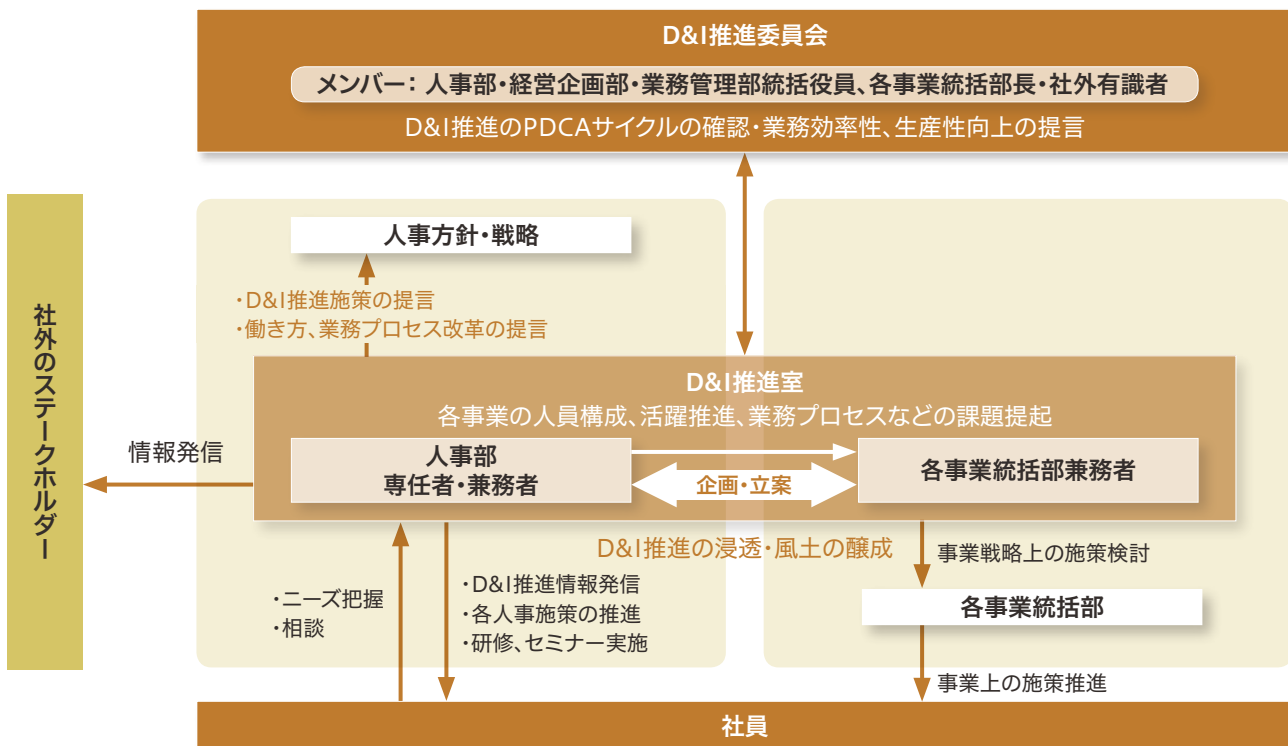 D&I推進委員会
メンバー：人事部・経営企画部・業務管理部統括役員、各事業統括部長・社外有識者
D&I推進のPDCAサイクルの確認・業務効率性、生産性向上の提言
社外のステークホルダー
人事方針・戦略
・D&I推進施策の提言
・働き方、業務プロセス改革の提言
D&I推進室
各事業の人員構成、活躍推進、業務プロセスなどの課題提起
情報発信
人事部
専任者・兼務者
企画・立案
各事業統括部兼務者
D&I推進の浸透・風土の醸成
事業戦略上の施策検討
・ニーズ把握
・相談
・D&I推進情報発信
・各人事施策の推進
・研修、セミナー実施
各事業統括部
事業上の施策推進
社員